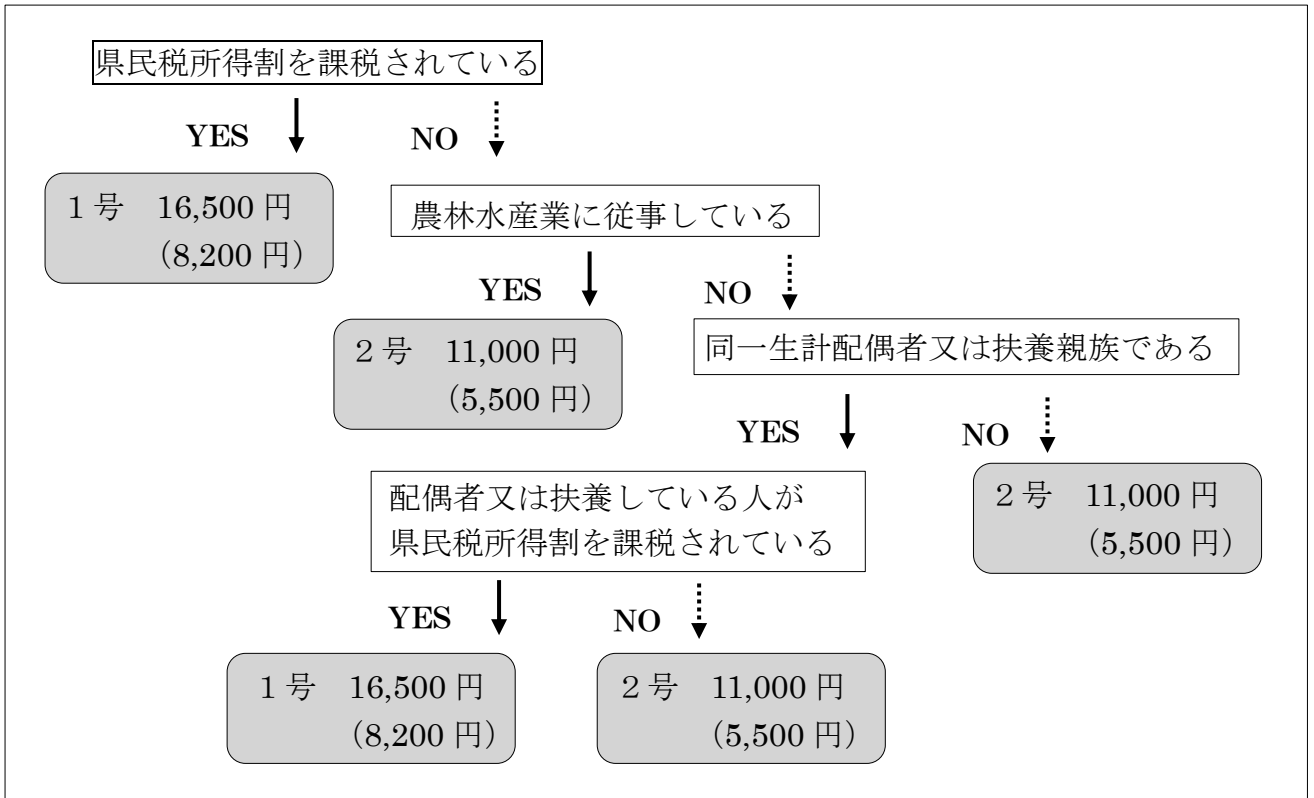 県民税所得割を課税されている
YES
NO
1号 16,500円
(8,200円)
農林水産業に従事している
YES
NO
2号 11,000円
(5,500円)
同一生計配偶者又は扶養親族である
YES
NO
配偶者又は扶養している人が
県民税所得割を課税されている
2号 11,000円
(5,500円)
YES
NO
1号 16,500円
(8,200円)
2号 11,000円
(5,500円)